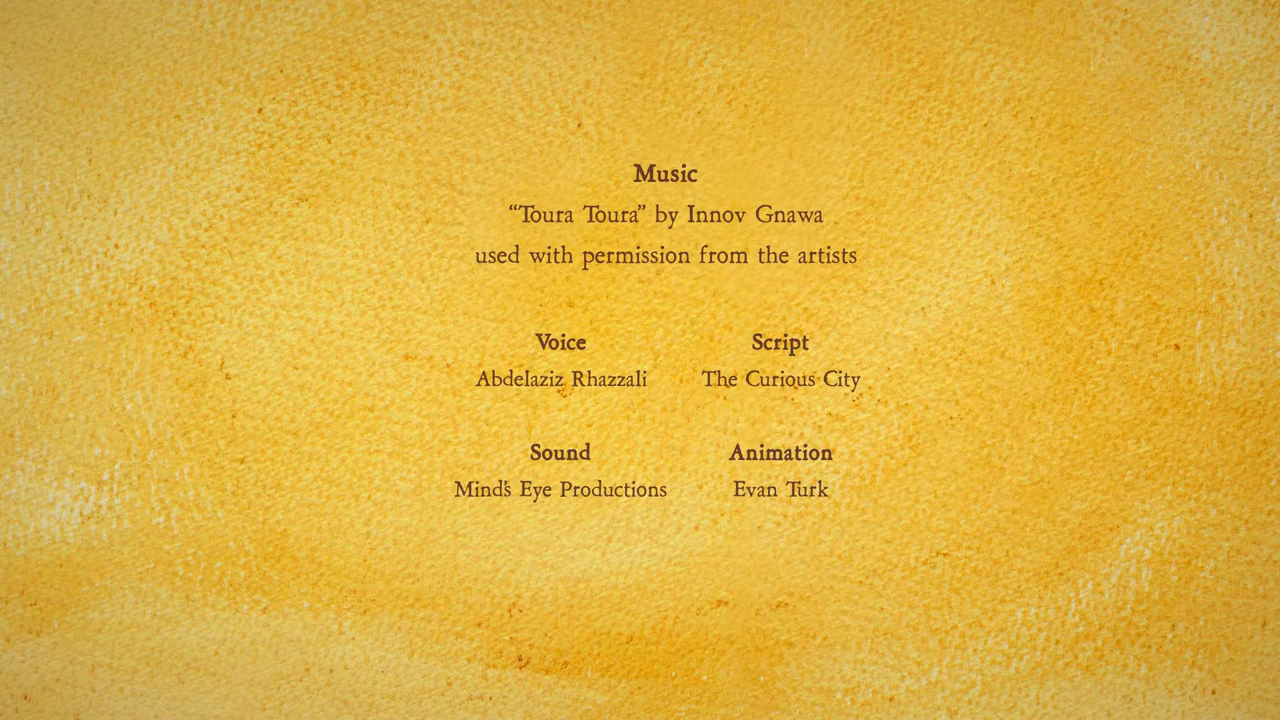 Music
“Toura Toura” by Innov Gnawa
used with permission from the artists
Voice
Abdelaziz Rhazzali
Script
The Curious City
Sound
Mind's Eye Productions
Animation
Evan Turk